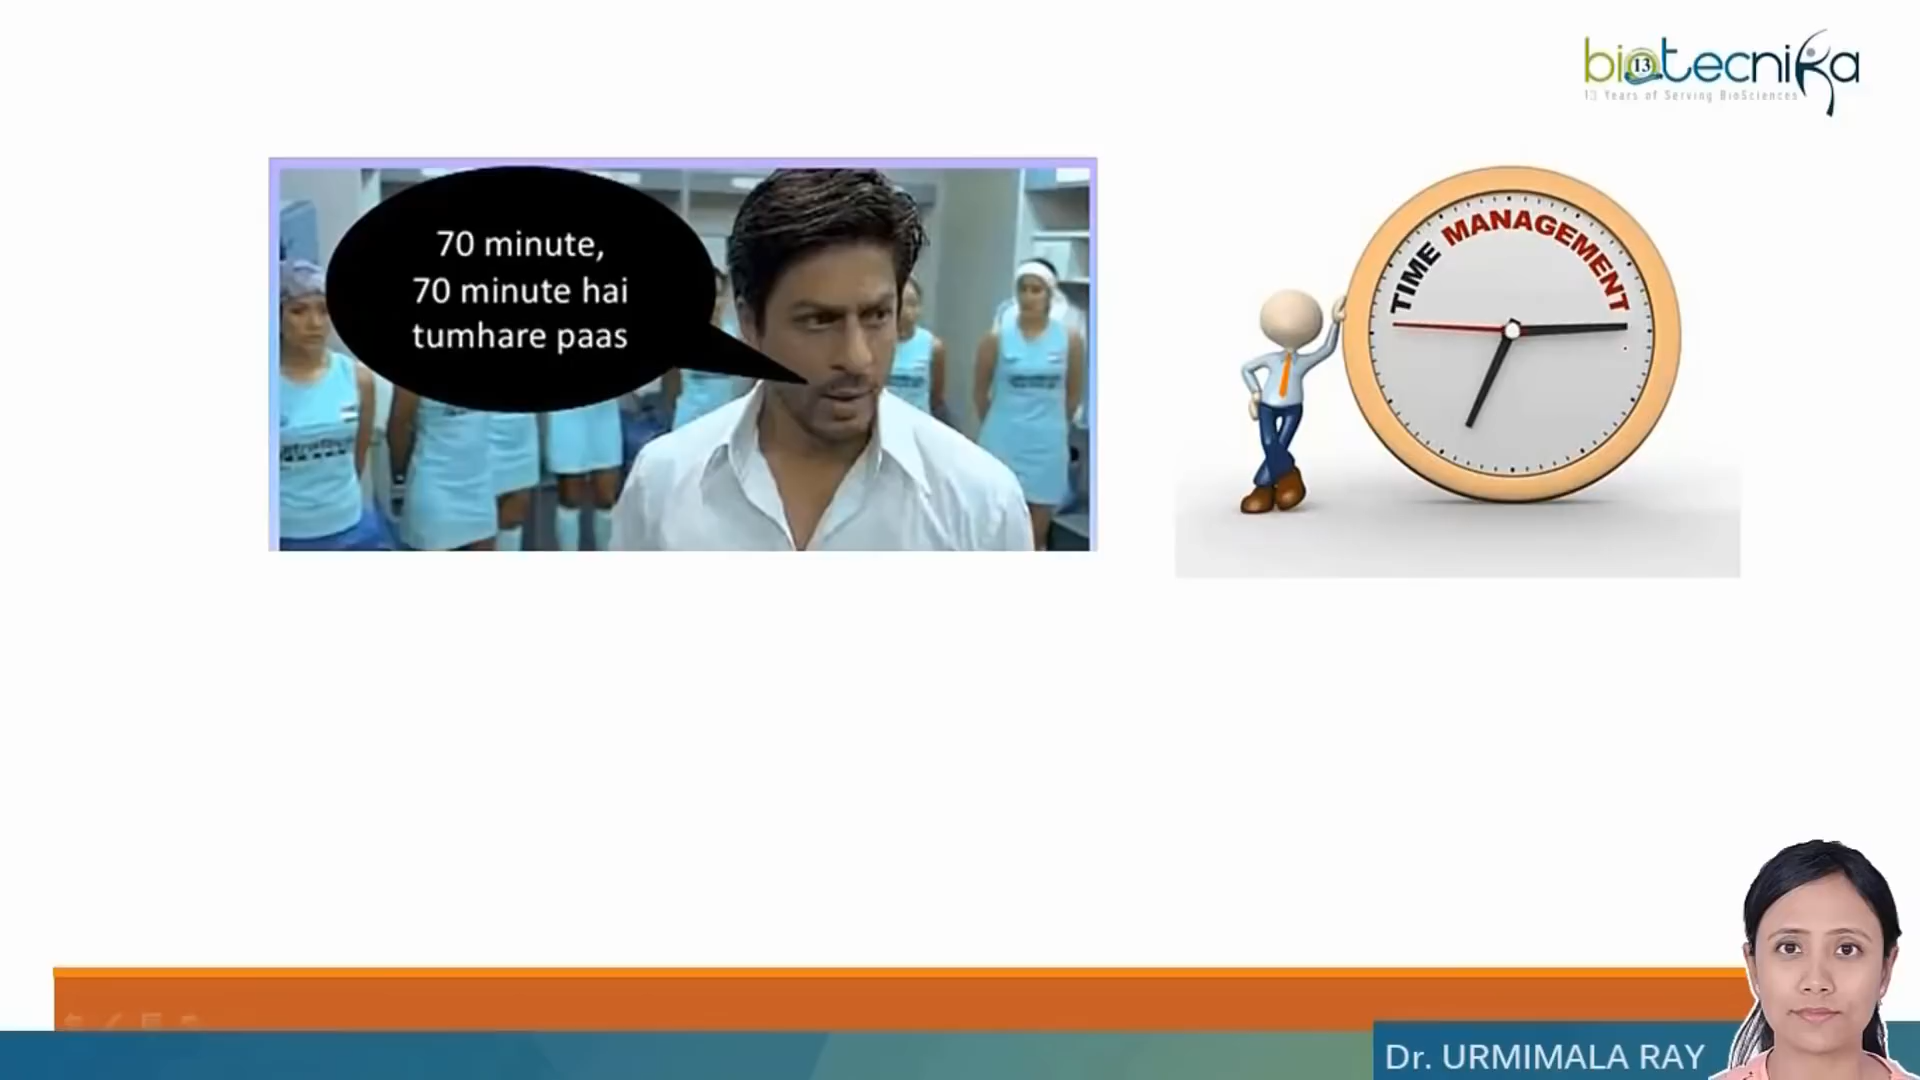 biotecnika
13
13 Years of Serving BioSciences
70 minute,
70 minute hai
tumhare paas
TIME MANAGEMENT
Dr. URMIMALA RAY